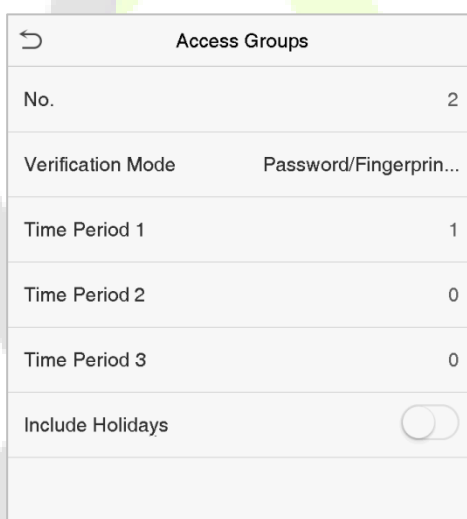 Access Groups
No. 2
Verification Mode Password/Fingerprin...
Time Period 1 1
Time Period 2 0
Time Period 3 0
Include Holidays